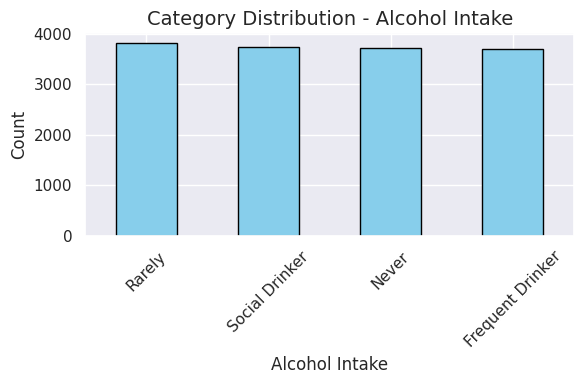 Category Distribution - Alcohol Intake
Count
4000
3000
2000
1000
0
Rarely
Social Drinker
Never
Frequent Drinker
Alcohol Intake